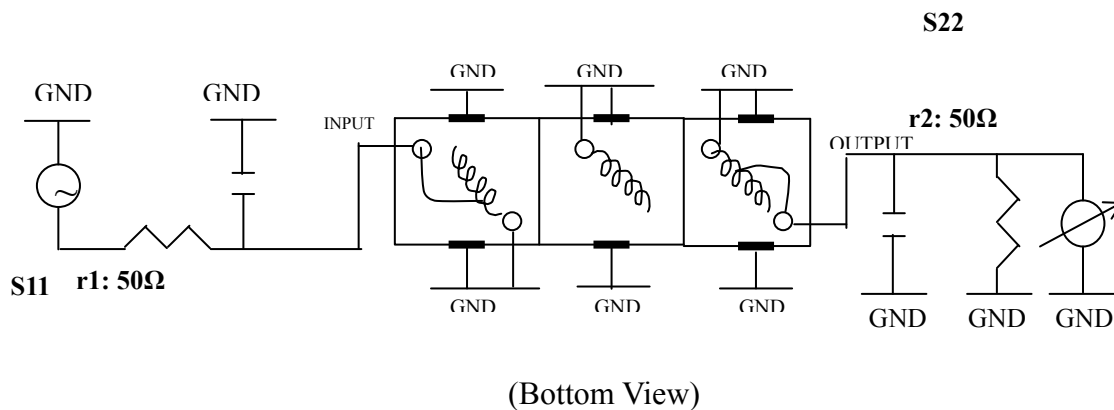 S22
GND
GND
GND
GND
GND
INPUT
r2: 50Ω
OUTPUT
S11
r1: 50Ω
GND
GND
GND
GND
GND
GND
(Bottom View)